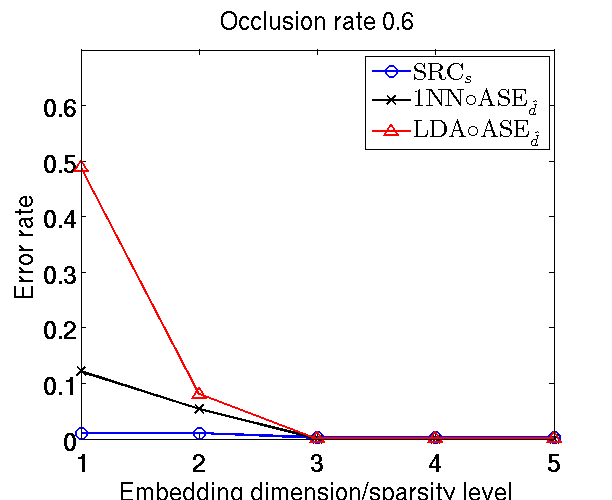 Occlusion rate 0.6
SRCₛ
1NN∘ASE_d̂
LDA∘ASE_d̂
Error rate
0.6
0.5
0.4
0.3
0.2
0.1
0
1 2 3 4 5
Embedding dimension/sparsity level